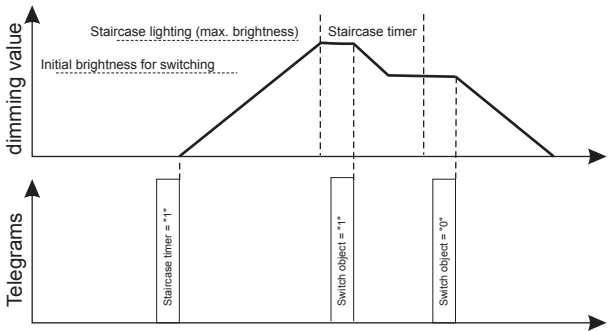 dimming value
Staircase lighting (max. brightness)
Staircase timer
Initial brightness for switching
Telegrams
Staircase timer = "1"
Switch object = "1"
Switch object = "0"